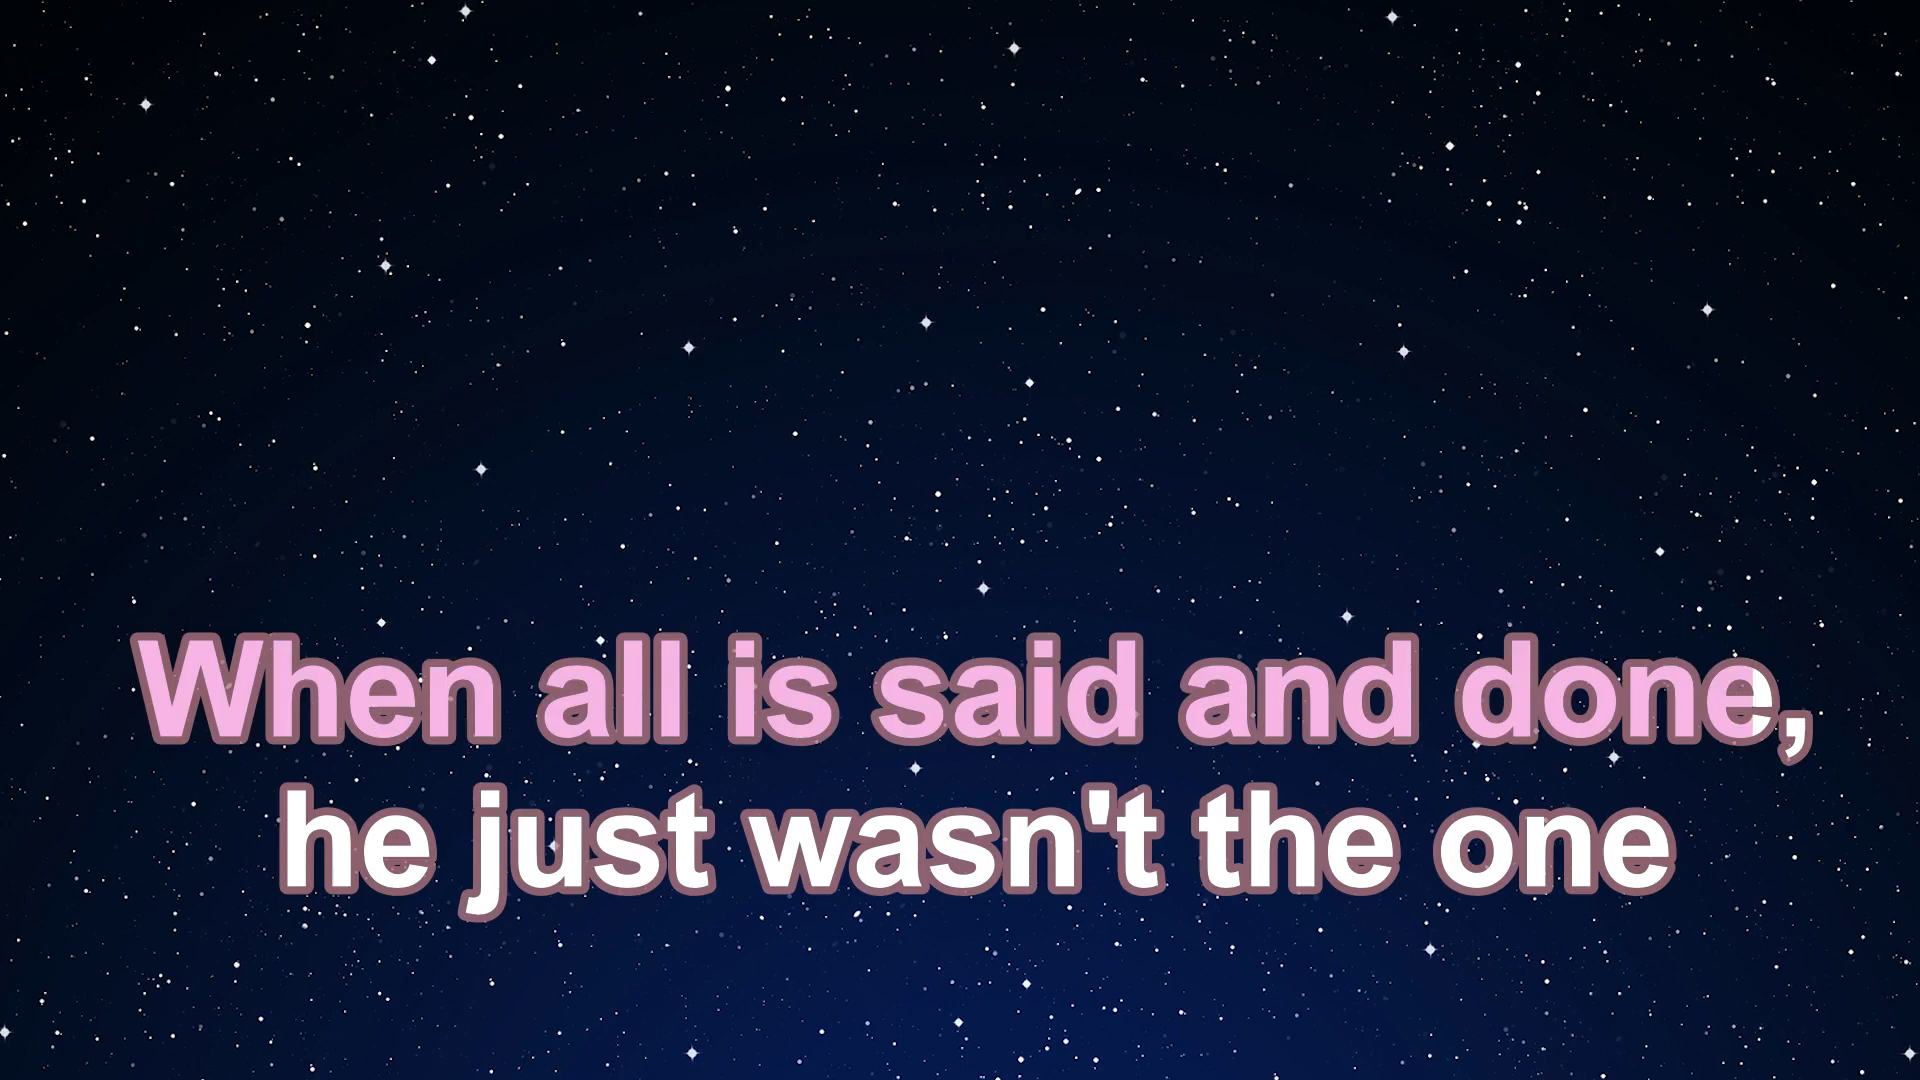 When all is said and done,
he just wasn't the one